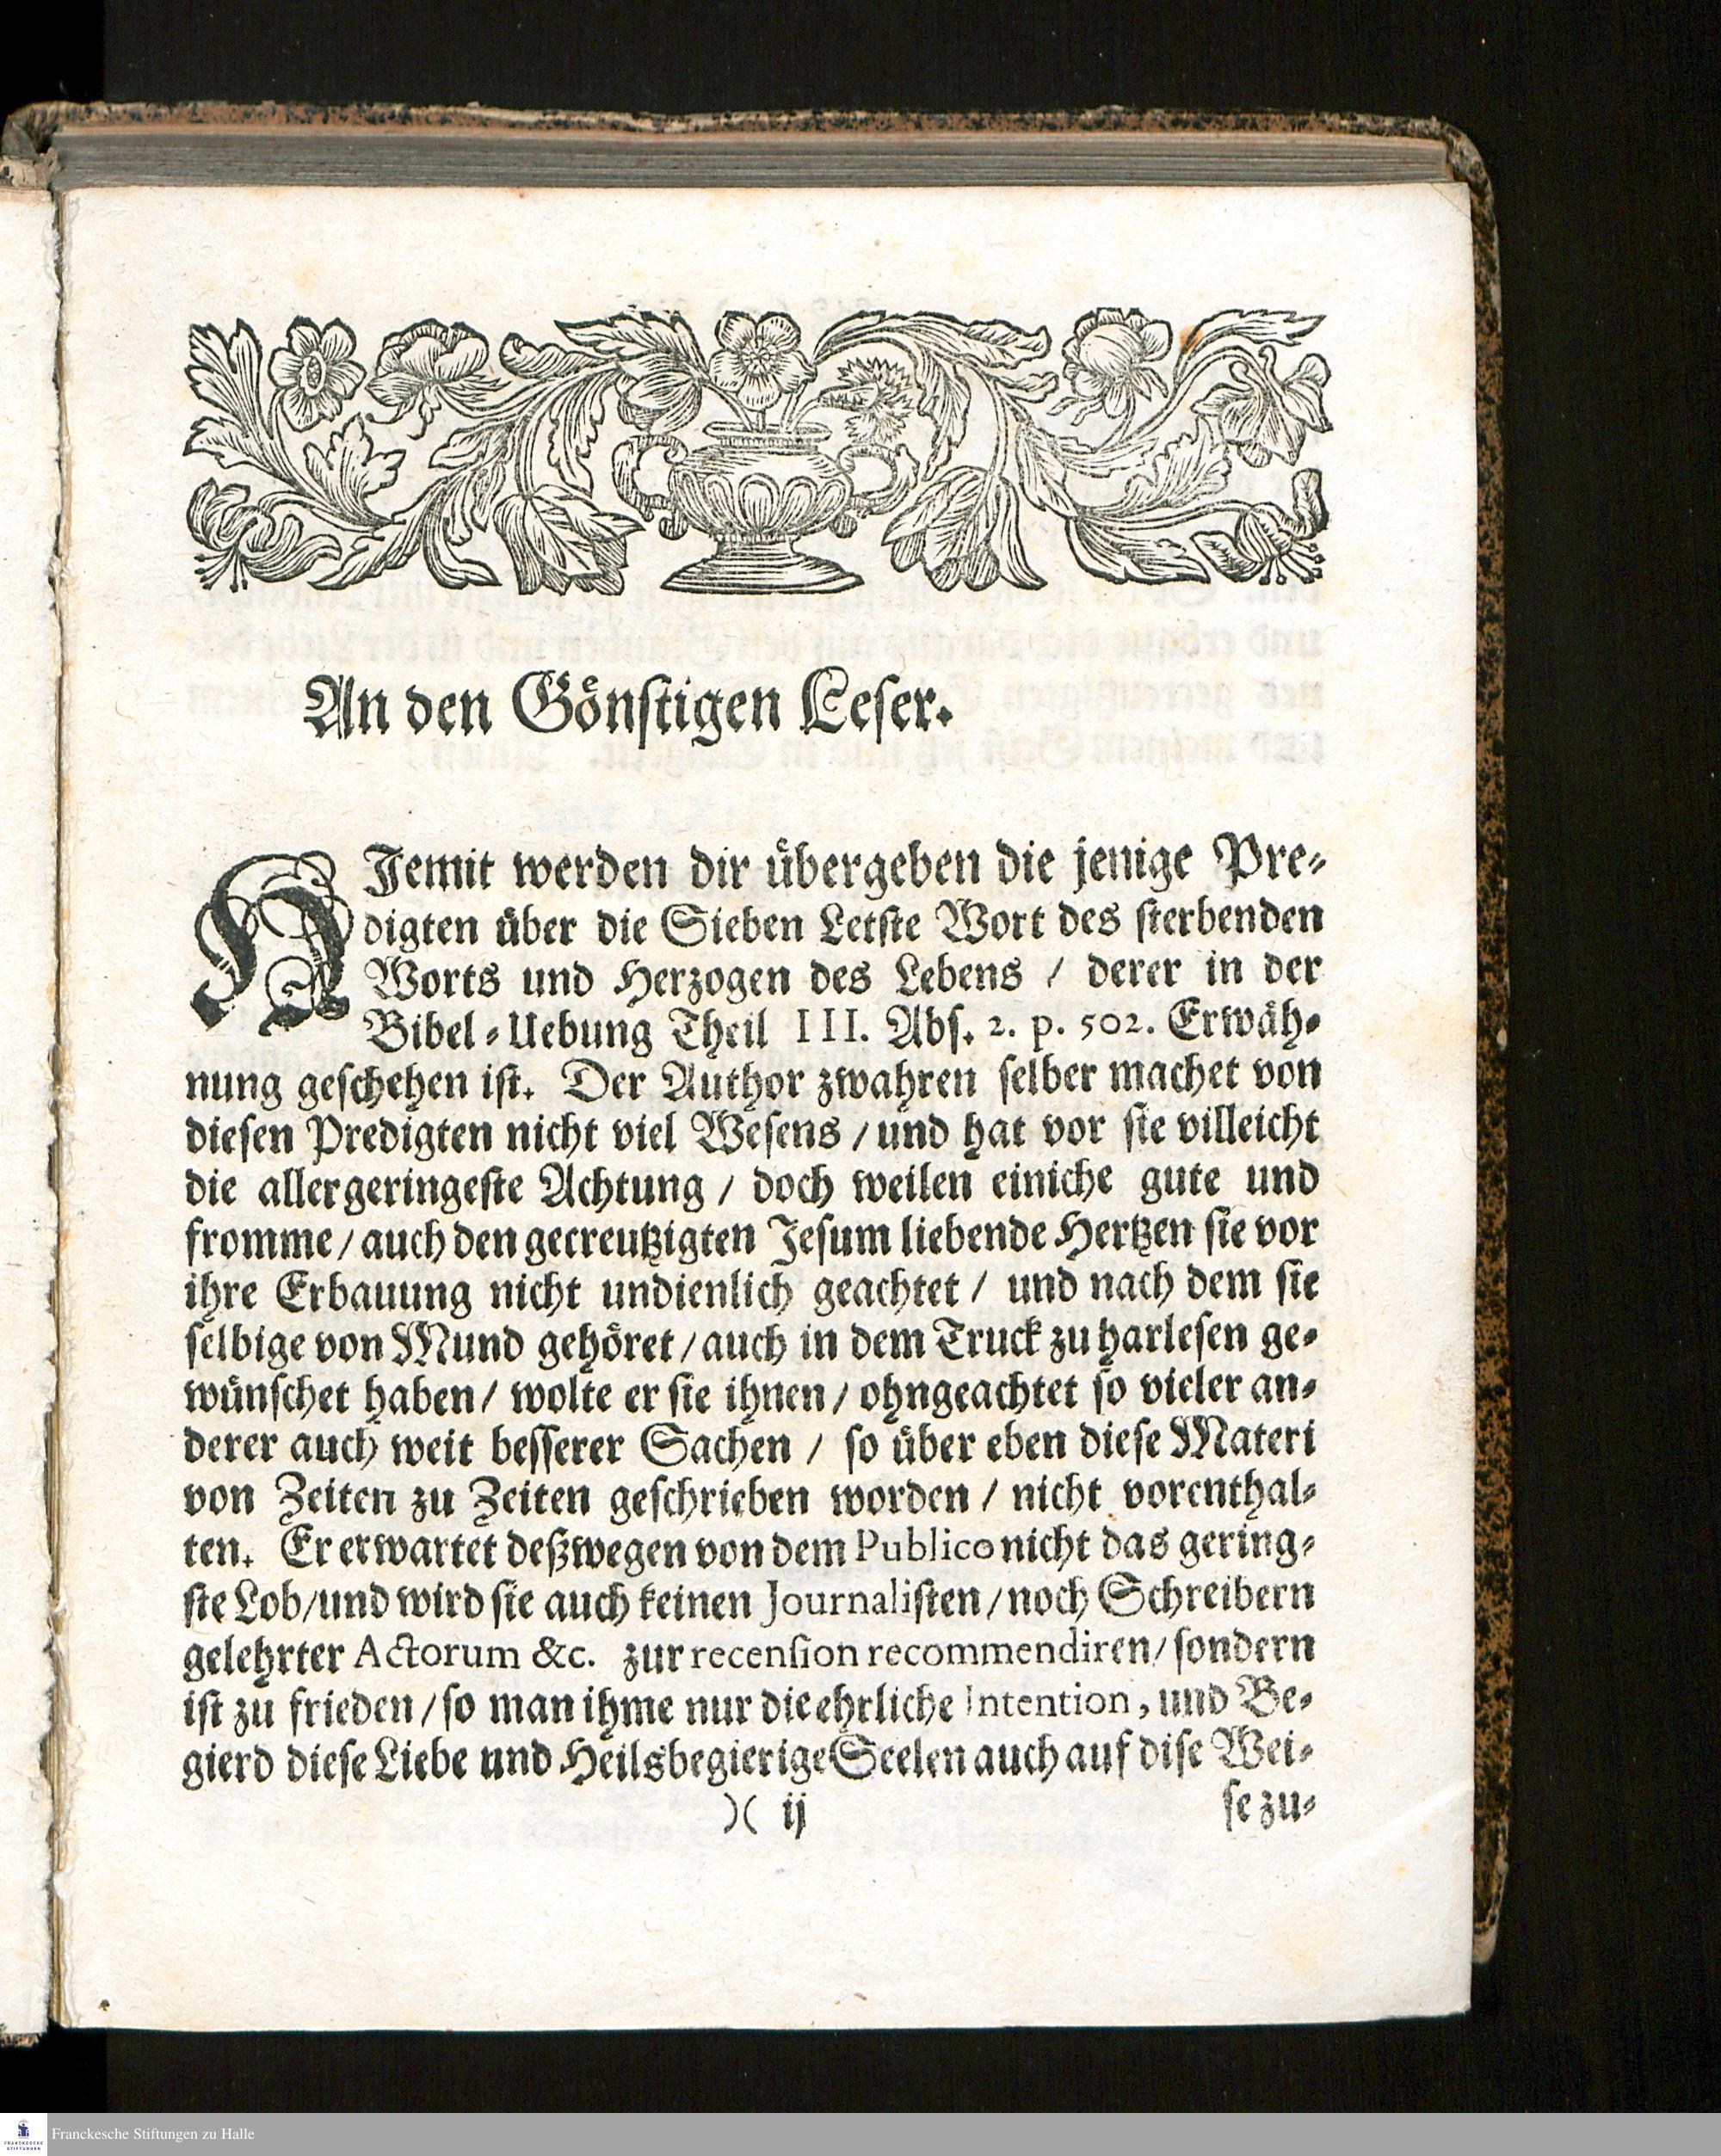 An den Gönstigen Leser.
HJemit werden dir übergeben die jenige Pre-
digten über die Sieben Letste Wort des sterbenden
Worts und Herzogen des Lebens / derer in der
Bibel-Uebung Theil III. Abs. 2. p. 502. Erwäh-
nung geschehen ist. Der Author zwahren selber machet von
diesen Predigten nicht viel Wesens / und hat vor sie villeicht
die allergeringeste Achtung / doch weilen einiche gute und
fromme / auch den gecreutzigten Jesum liebende Hertzen sie vor
ihre Erbauung nicht undienlich geachtet / und nach dem sie
selbige von Mund gehöret / auch in dem Truck zu harlesen ge-
wünschet haben / wolte er sie ihnen / ohngeachtet so vieler an-
derer auch weit besserer Sachen / so über eben diese Materi
von Zeiten zu Zeiten geschrieben worden / nicht vorenthal-
ten. Er erwartet deßwegen von dem Publico nicht das gering-
ste Lob / und wird sie auch keinen Journalisten / noch Schreibern
gelehrter Actorum &c. zur recension recommendiren / sondern
ist zu frieden / so man ihme nur die ehrliche Intention, und Be-
gierd diese Liebe und Heilsbegierige Seelen auch auf dise Wei-
)( ij
se zu-
FRANCKESCHE STIFTUNGEN
Franckesche Stiftungen zu Halle